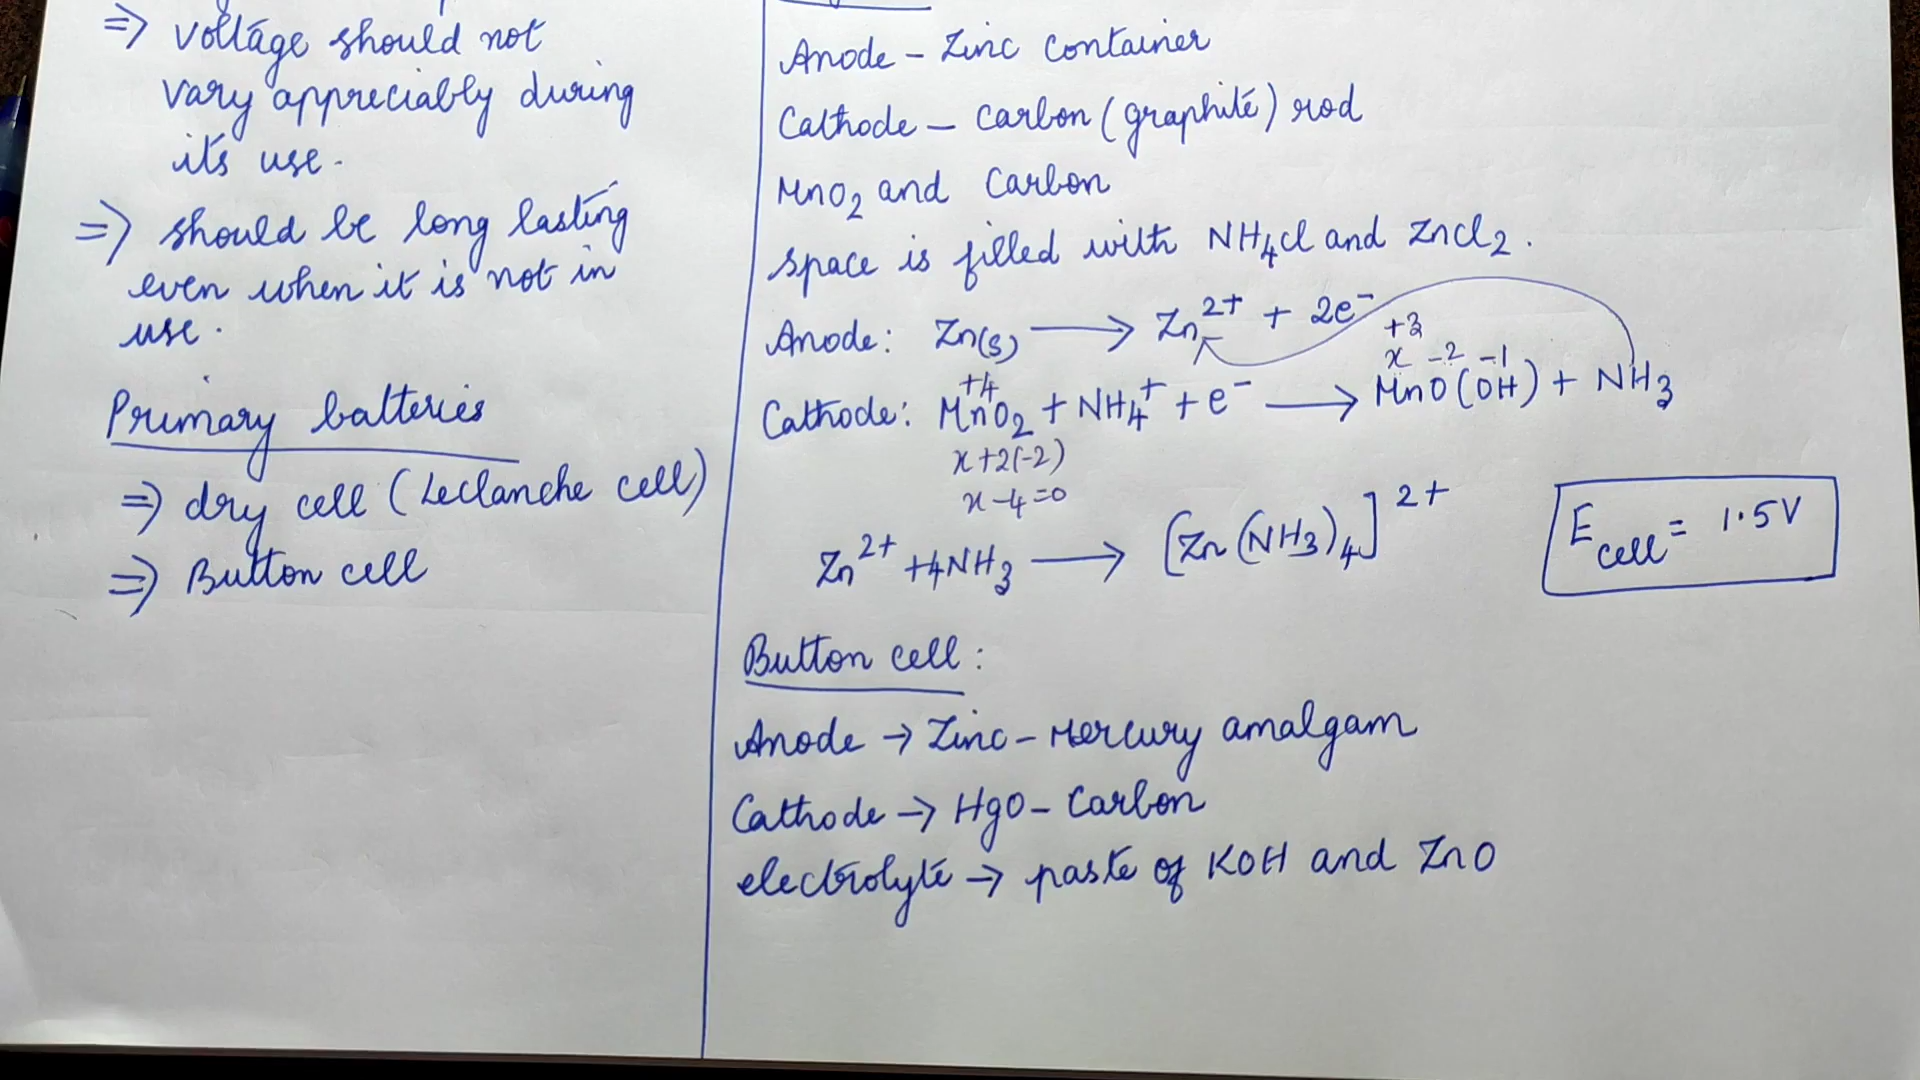 => voltage should not
vary appreciably during
its use.
=> should be long lasting
even when it is not in
use.
Primary batteries
=> dry cell (Leclanche cell)
=> Button cell
Anode - Zinc container
Cathode - Carbon (graphite) rod
MnO2 and Carbon
space is filled with NH4Cl and ZnCl2.
Anode: Zn(s) → Zn2+ + 2e-
+3
x -2 -1
+4
Cathode: MnO2 + NH4+ + e- → MnO(OH) + NH3
x+2(-2)
x-4=0
Zn2+ + 4NH3 → [Zn(NH3)4]2+
Ecell = 1.5V
Button cell:
Anode → Zinc-Mercury amalgam
Cathode → HgO - Carbon
electrolyte → paste of KOH and ZnO